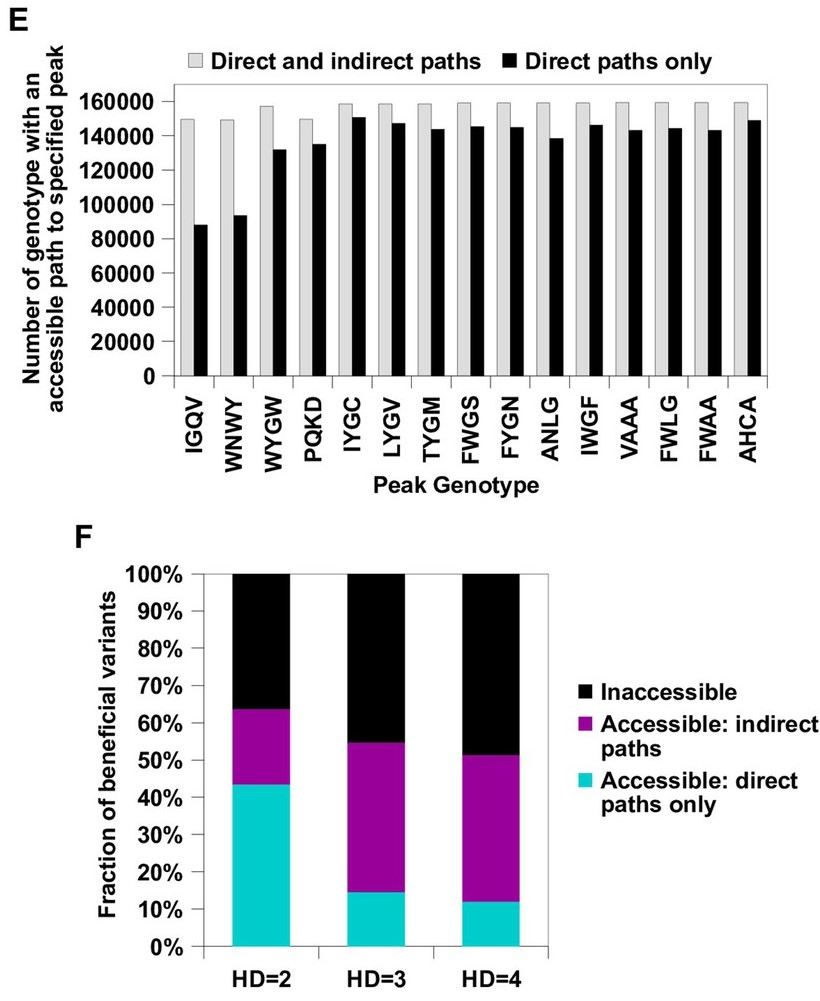 E
Direct and indirect paths
Direct paths only
Number of genotype with an
accessible path to specified peak
160000
140000
120000
100000
80000
60000
40000
20000
0
IGQV
WNWY
WYGW
PQKD
IYGC
LYGV
TYGM
FWGS
FYGN
ANLG
IWGF
VAAA
FWLG
FWAA
AHCA
Peak Genotype
F
Fraction of beneficial variants
100%
90%
80%
70%
60%
50%
40%
30%
20%
10%
0%
HD=2
HD=3
HD=4
Inaccessible
Accessible: indirect
paths
Accessible: direct
paths only